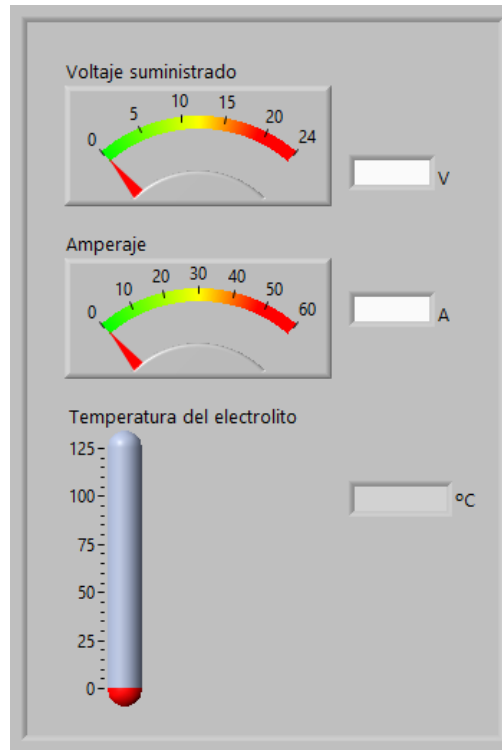 Voltaje suministrado
0 5 10 15 20 24
V
Amperaje
0 10 20 30 40 50 60
A
Temperatura del electrolito
125
100
75
50
25
0
ºC